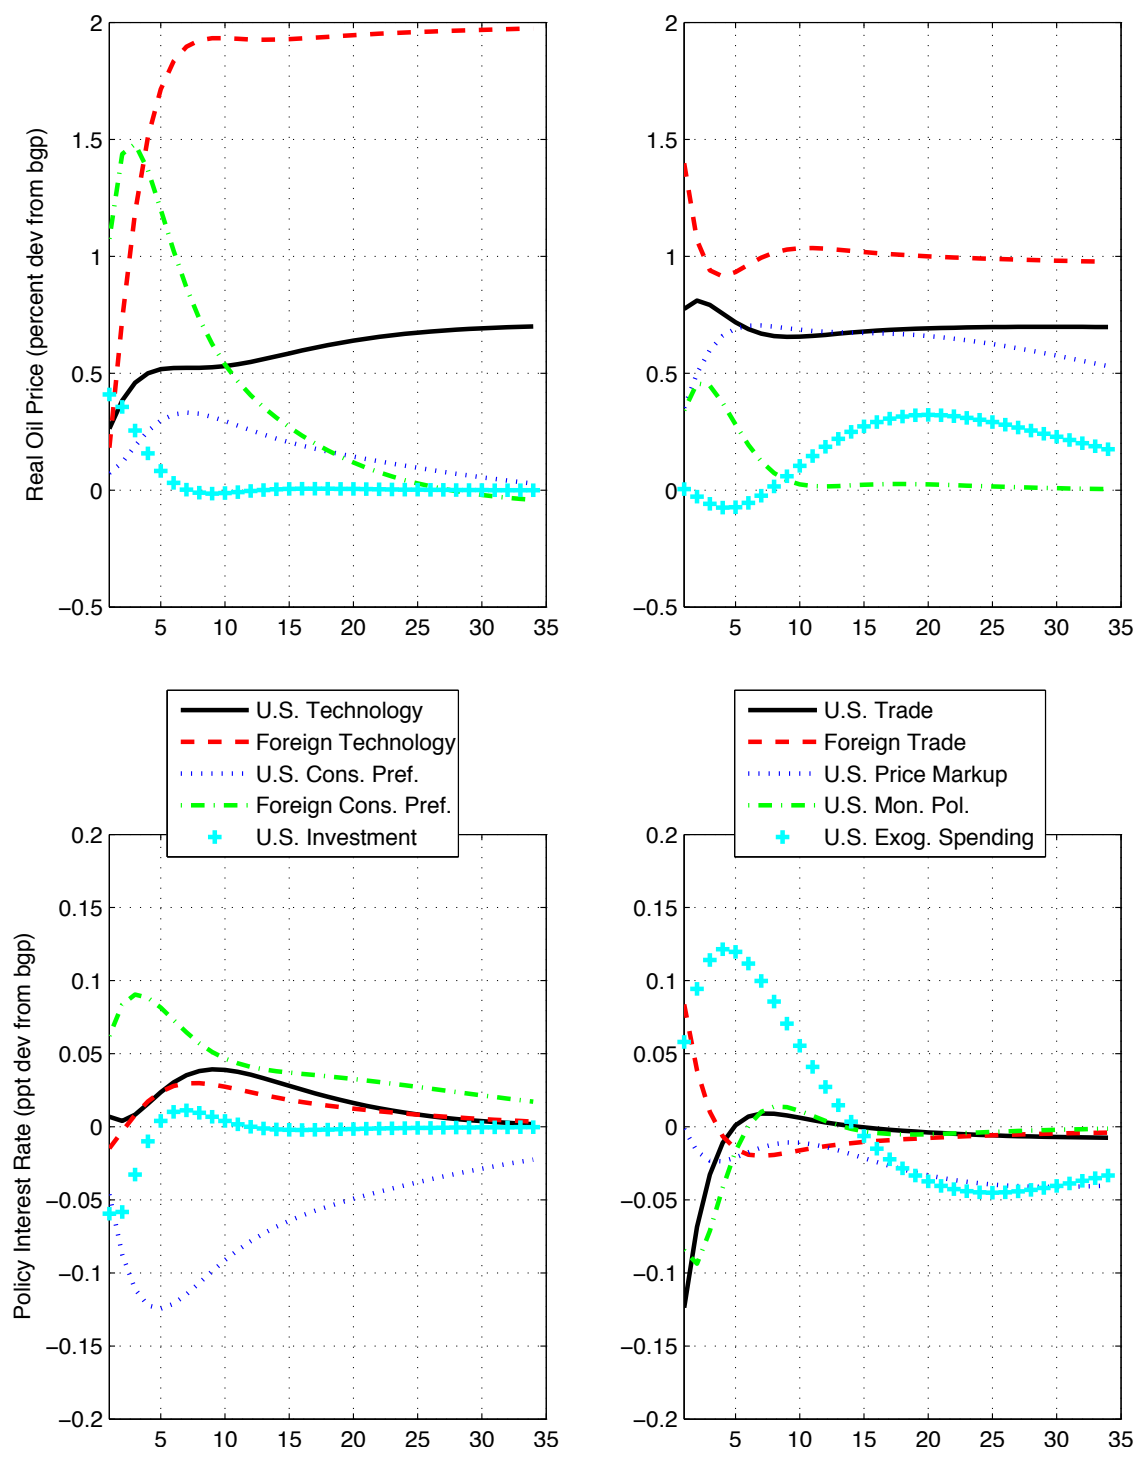 2
1.5
1
0.5
0
−0.5
5 10 15 20 25 30 35
Real Oil Price (percent dev from bgp)
2
1.5
1
0.5
0
−0.5
5 10 15 20 25 30 35
U.S. Technology
Foreign Technology
U.S. Cons. Pref.
Foreign Cons. Pref.
U.S. Investment
U.S. Trade
Foreign Trade
U.S. Price Markup
U.S. Mon. Pol.
U.S. Exog. Spending
0.2
0.15
0.1
0.05
0
−0.05
−0.1
−0.15
−0.2
5 10 15 20 25 30 35
Policy Interest Rate (ppt dev from bgp)
0.2
0.15
0.1
0.05
0
−0.05
−0.1
−0.15
−0.2
5 10 15 20 25 30 35